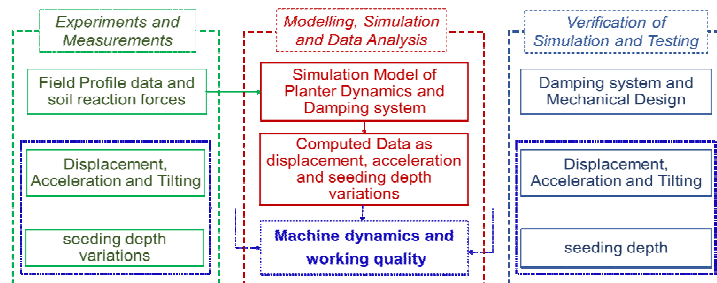 Experiments and
Measurements
Field Profile data and
soil reaction forces
Displacement,
Acceleration and Tilting
seeding depth
variations
Modelling, Simulation
and Data Analysis
Simulation Model of
Planter Dynamics and
Damping system
Computed Data as
displacement, acceleration
and seeding depth
variations
Machine dynamics and
working quality
Verification of
Simulation and Testing
Damping system and
Mechanical Design
Displacement,
Acceleration and Tilting
seeding depth